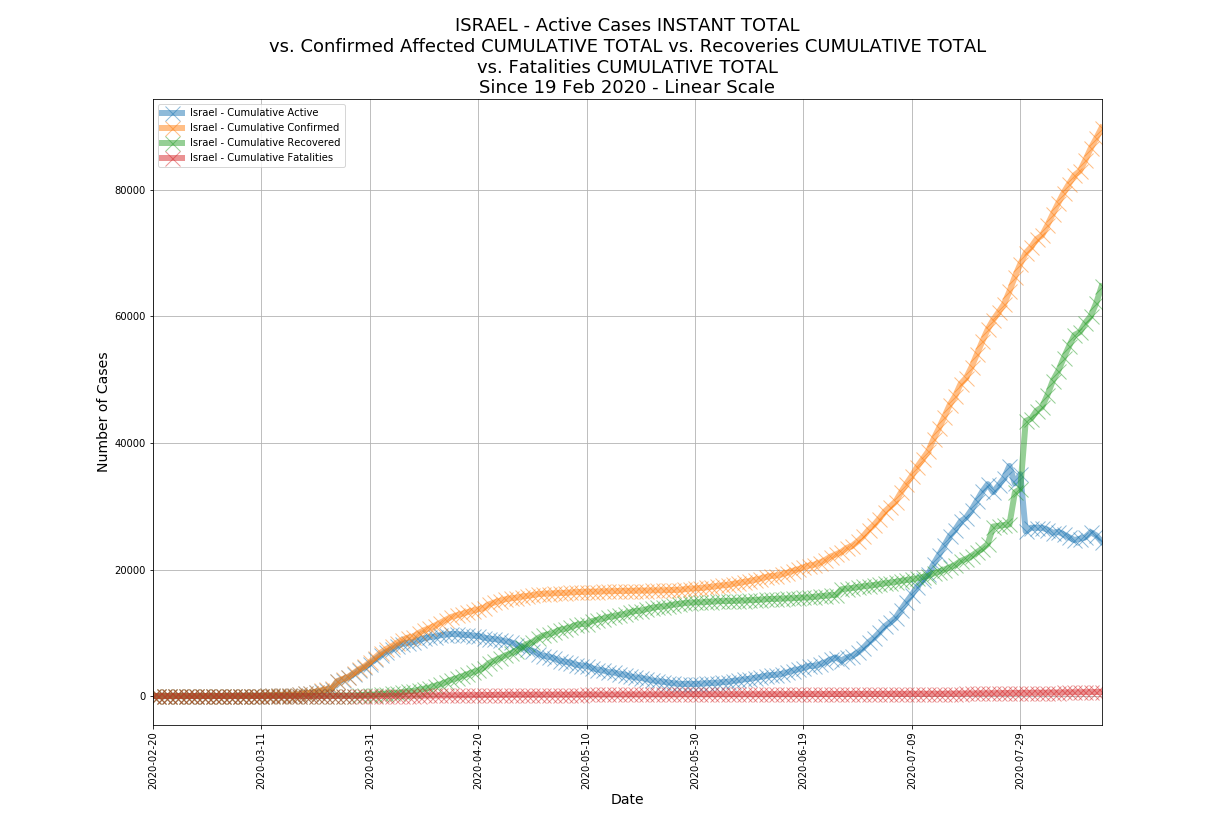 ISRAEL - Active Cases INSTANT TOTAL
vs. Confirmed Affected CUMULATIVE TOTAL vs. Recoveries CUMULATIVE TOTAL
vs. Fatalities CUMULATIVE TOTAL
Since 19 Feb 2020 - Linear Scale
Israel - Cumulative Active
Israel - Cumulative Confirmed
Israel - Cumulative Recovered
Israel - Cumulative Fatalities
Number of Cases
80000
60000
40000
20000
0
2020-02-20
2020-03-11
2020-03-31
2020-04-20
2020-05-10
2020-05-30
2020-06-19
2020-07-09
2020-07-29
Date